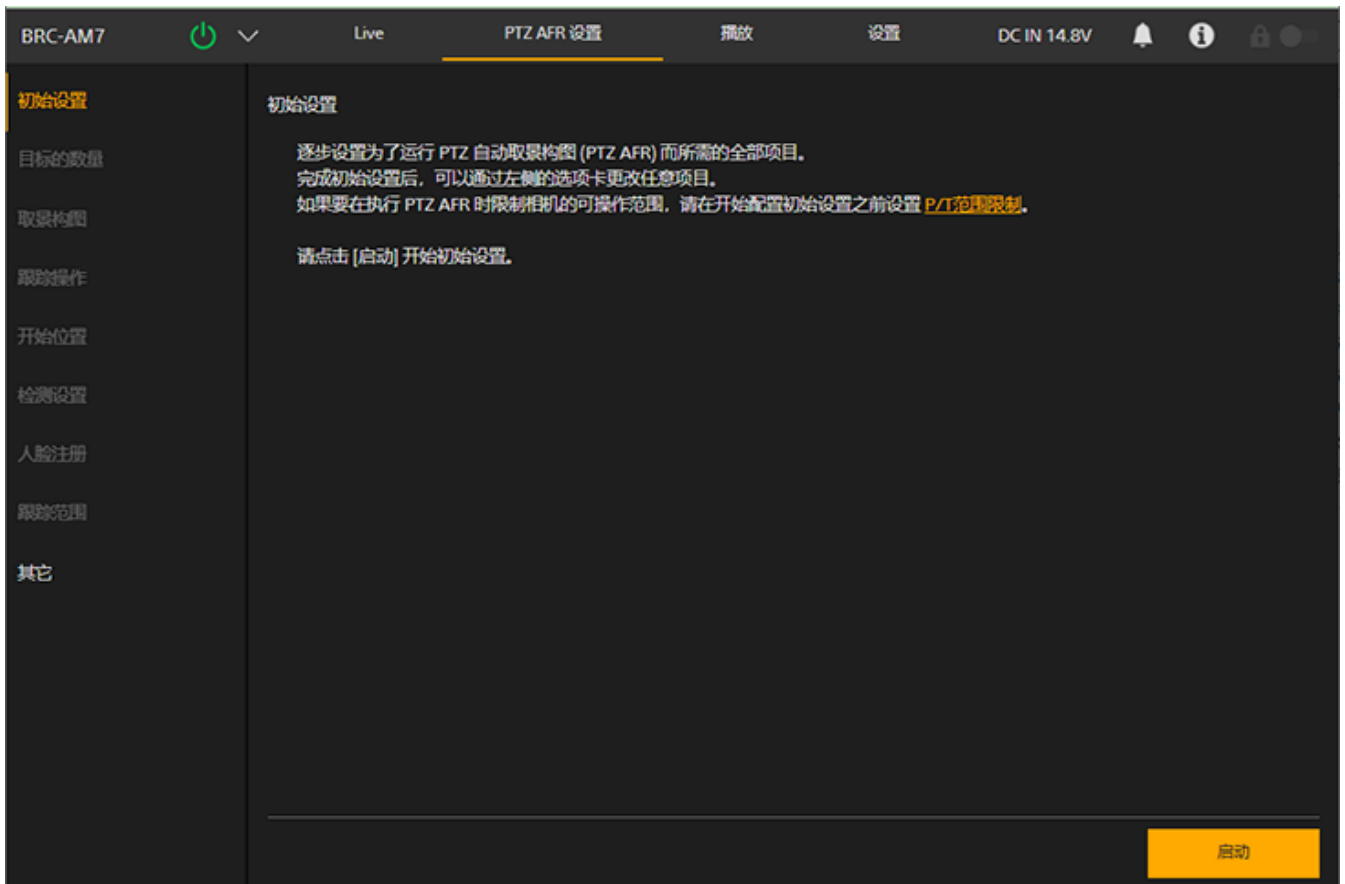 BRC-AM7
Live
PTZ AFR 设置
播放
设置
DC IN 14.8V
初始设置
目标的数量
取景构图
跟踪操作
开始位置
检测设置
人脸注册
跟踪范围
其它
初始设置
逐步设置为了运行 PTZ 自动取景构图 (PTZ AFR) 而所需的全部项目。
完成初始设置后，可以通过左侧的选项卡更改任意项目。
如果要在执行 PTZ AFR 时限制相机的可操作范围，请在开始配置初始设置之前设置 P/T范围限制。
请点击 [启动] 开始初始设置。
启动